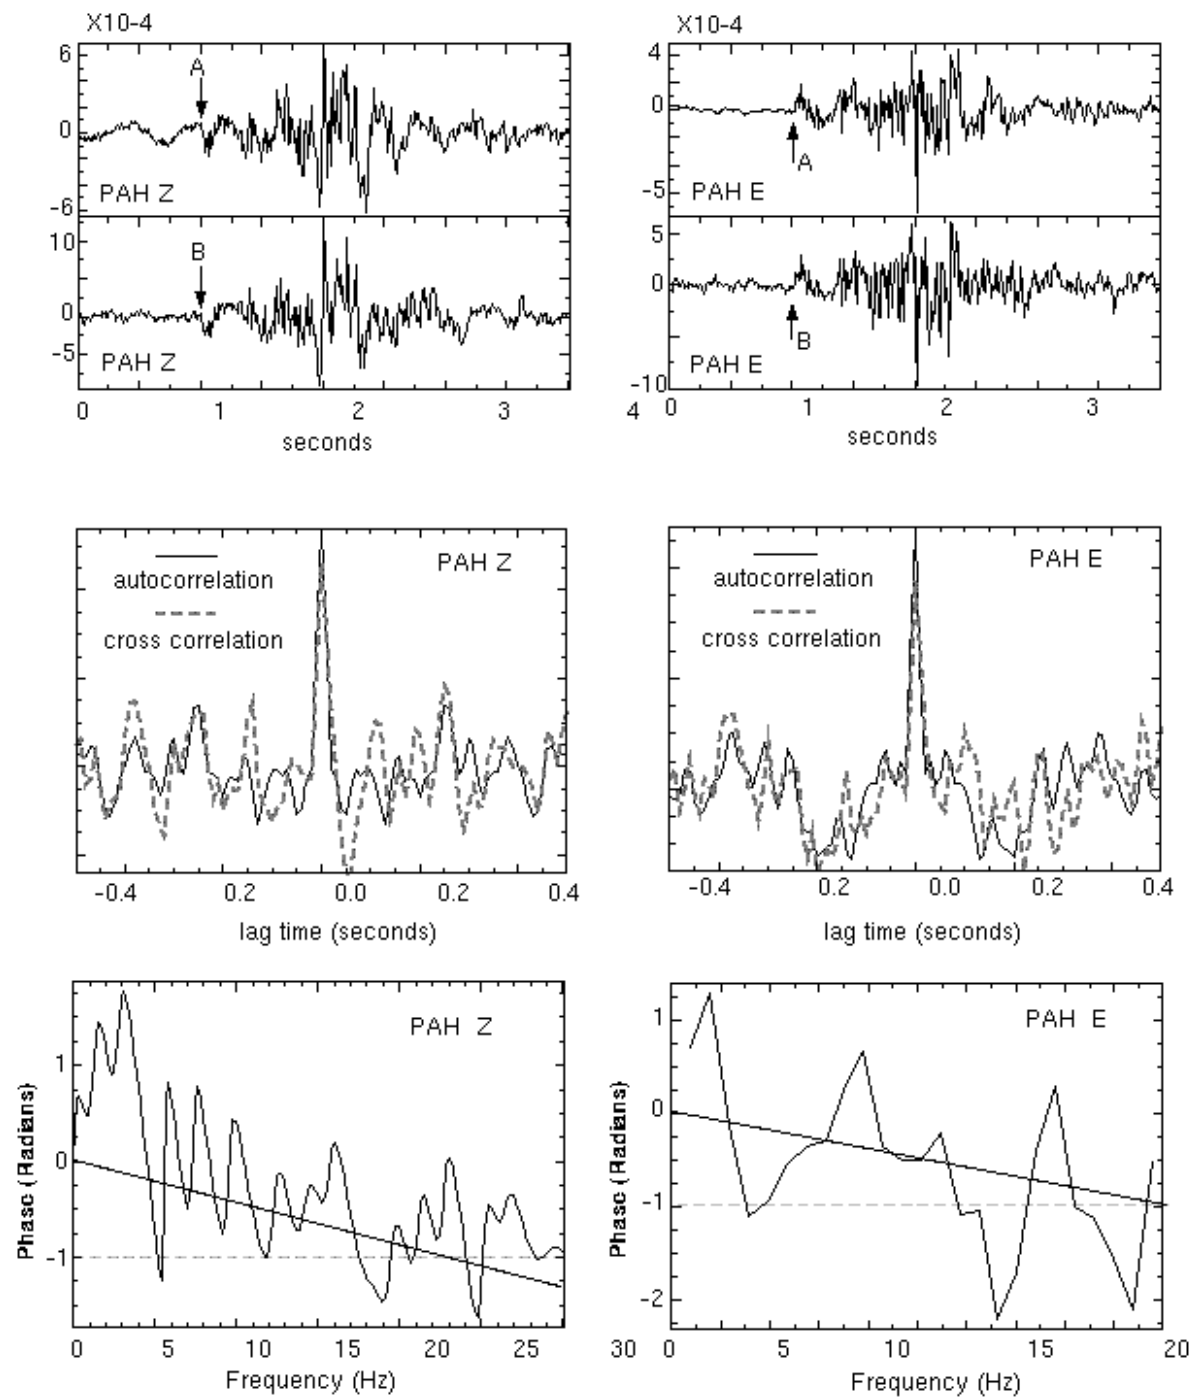 X10-4
6
A
0
PAH Z
-6
10
B
0
-5
PAH Z
0 1 2 3 4
seconds
X10-4
4
0
A
-5
PAH E
5
0
B
PAH E
-10
0 1 2 3
seconds
PAH Z
autocorrelation
cross correlation
-0.4 0.2 0.0 0.2 0.4
lag time (seconds)
PAH E
autocorrelation
cross correlation
-0.4 0.2 0.0 0.2 0.4
lag time (seconds)
PAH Z
Phase (Radians)
1
0
-1
0 5 10 15 20 25 30
Frequency (Hz)
PAH E
Phase (Radians)
1
0
-1
-2
0 5 10 15 20
Frequency (Hz)